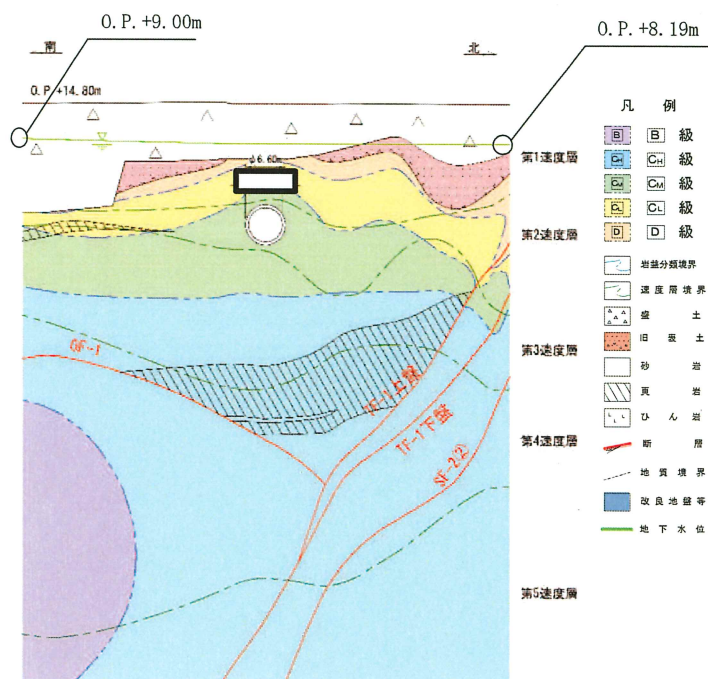 O.P.+9.00m
O.P.+8.19m
南
北
O.P.+14.80m
φ6.60m
第1速度層
第2速度層
第3速度層
第4速度層
第5速度層
OF-1
TF-1上盤
TF-1下盤
SF-2(2)
凡 例
B B 級
CH CH 級
CM CM 級
CL CL 級
D D 級
岩盤分類境界
速度層境界
盛 土
旧 表 土
砂 岩
頁 岩
ひ ん 岩
断 層
地 質 境 界
改 良 地 盤 等
地 下 水 位